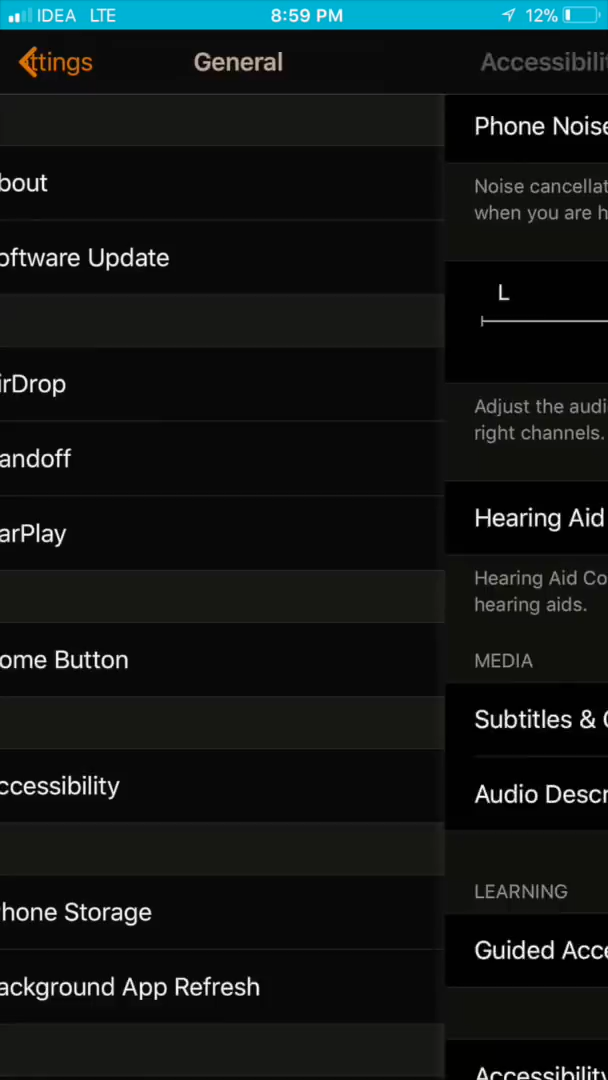 IDEA LTE 8:59 PM 12%
ttings General Accessibili
bout
oftware Update
irDrop
andoff
arPlay
ome Button
ccessibility
hone Storage
ackground App Refresh
Phone Noise
Noise cancellat
when you are h
L
Adjust the audi
right channels.
Hearing Aid
Hearing Aid Co
hearing aids.
MEDIA
Subtitles & C
Audio Descr
LEARNING
Guided Acce
Accessibility